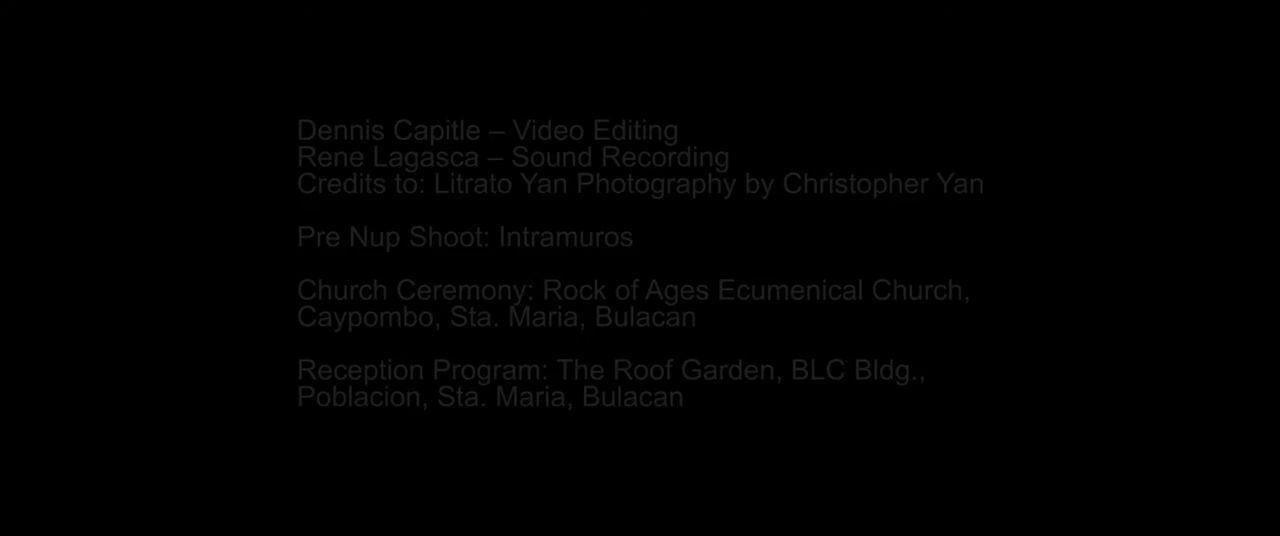 Dennis Capitle – Video Editing
Rene Lagasca – Sound Recording
Credits to: Litrato Yan Photography by Christopher Yan
Pre Nup Shoot: Intramuros
Church Ceremony: Rock of Ages Ecumenical Church,
Caypombo, Sta. Maria, Bulacan
Reception Program: The Roof Garden, BLC Bldg.,
Poblacion, Sta. Maria, Bulacan